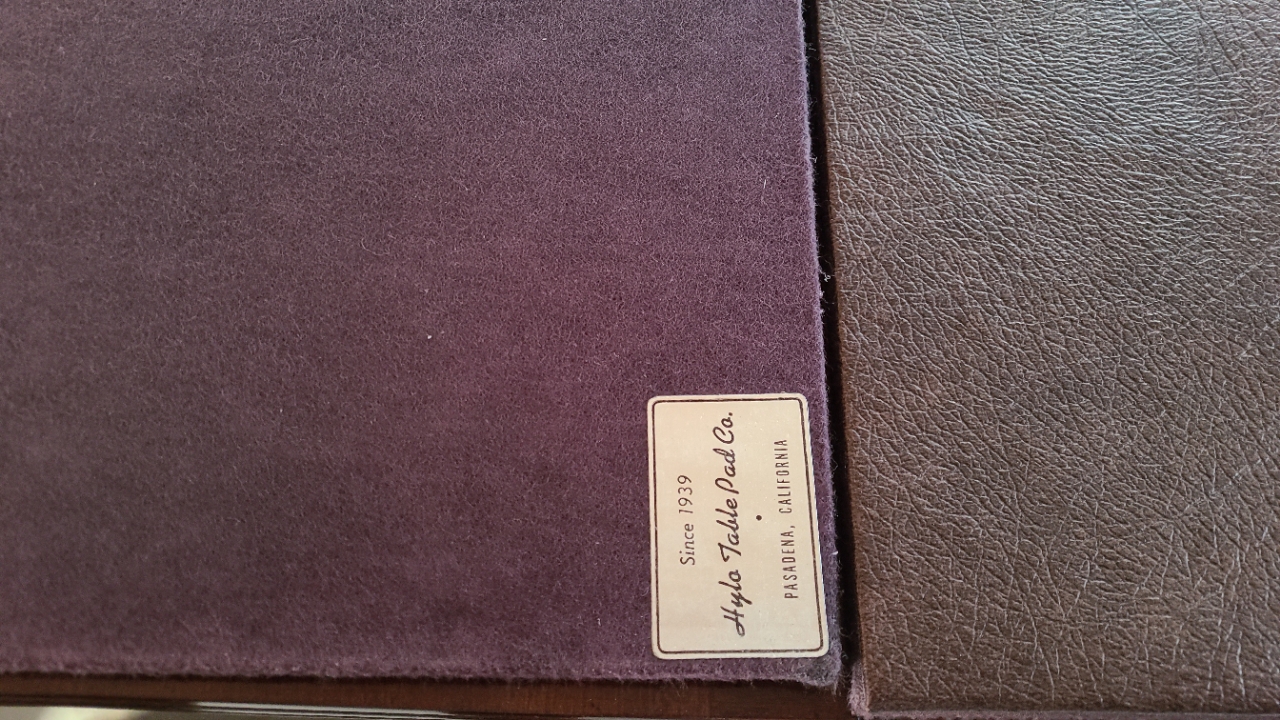 Since 1939
Hylo Table Pad Co.
•
PASADENA, CALIFORNIA